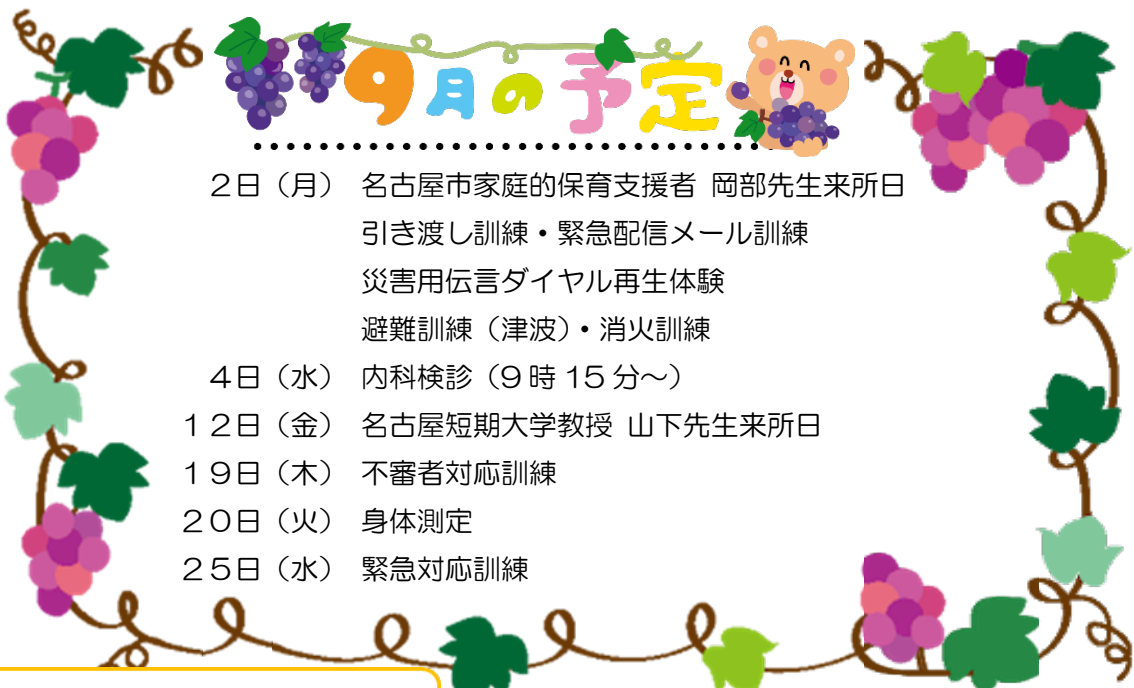 9月の予定
2日（月） 名古屋市家庭的保育支援者 岡部先生来所日
引き渡し訓練・緊急配信メール訓練
災害用伝言ダイヤル再生体験
避難訓練（津波）・消火訓練
4日（水） 内科検診（9時15分～）
12日（金） 名古屋短期大学教授 山下先生来所日
19日（木） 不審者対応訓練
20日（火） 身体測定
25日（水） 緊急対応訓練